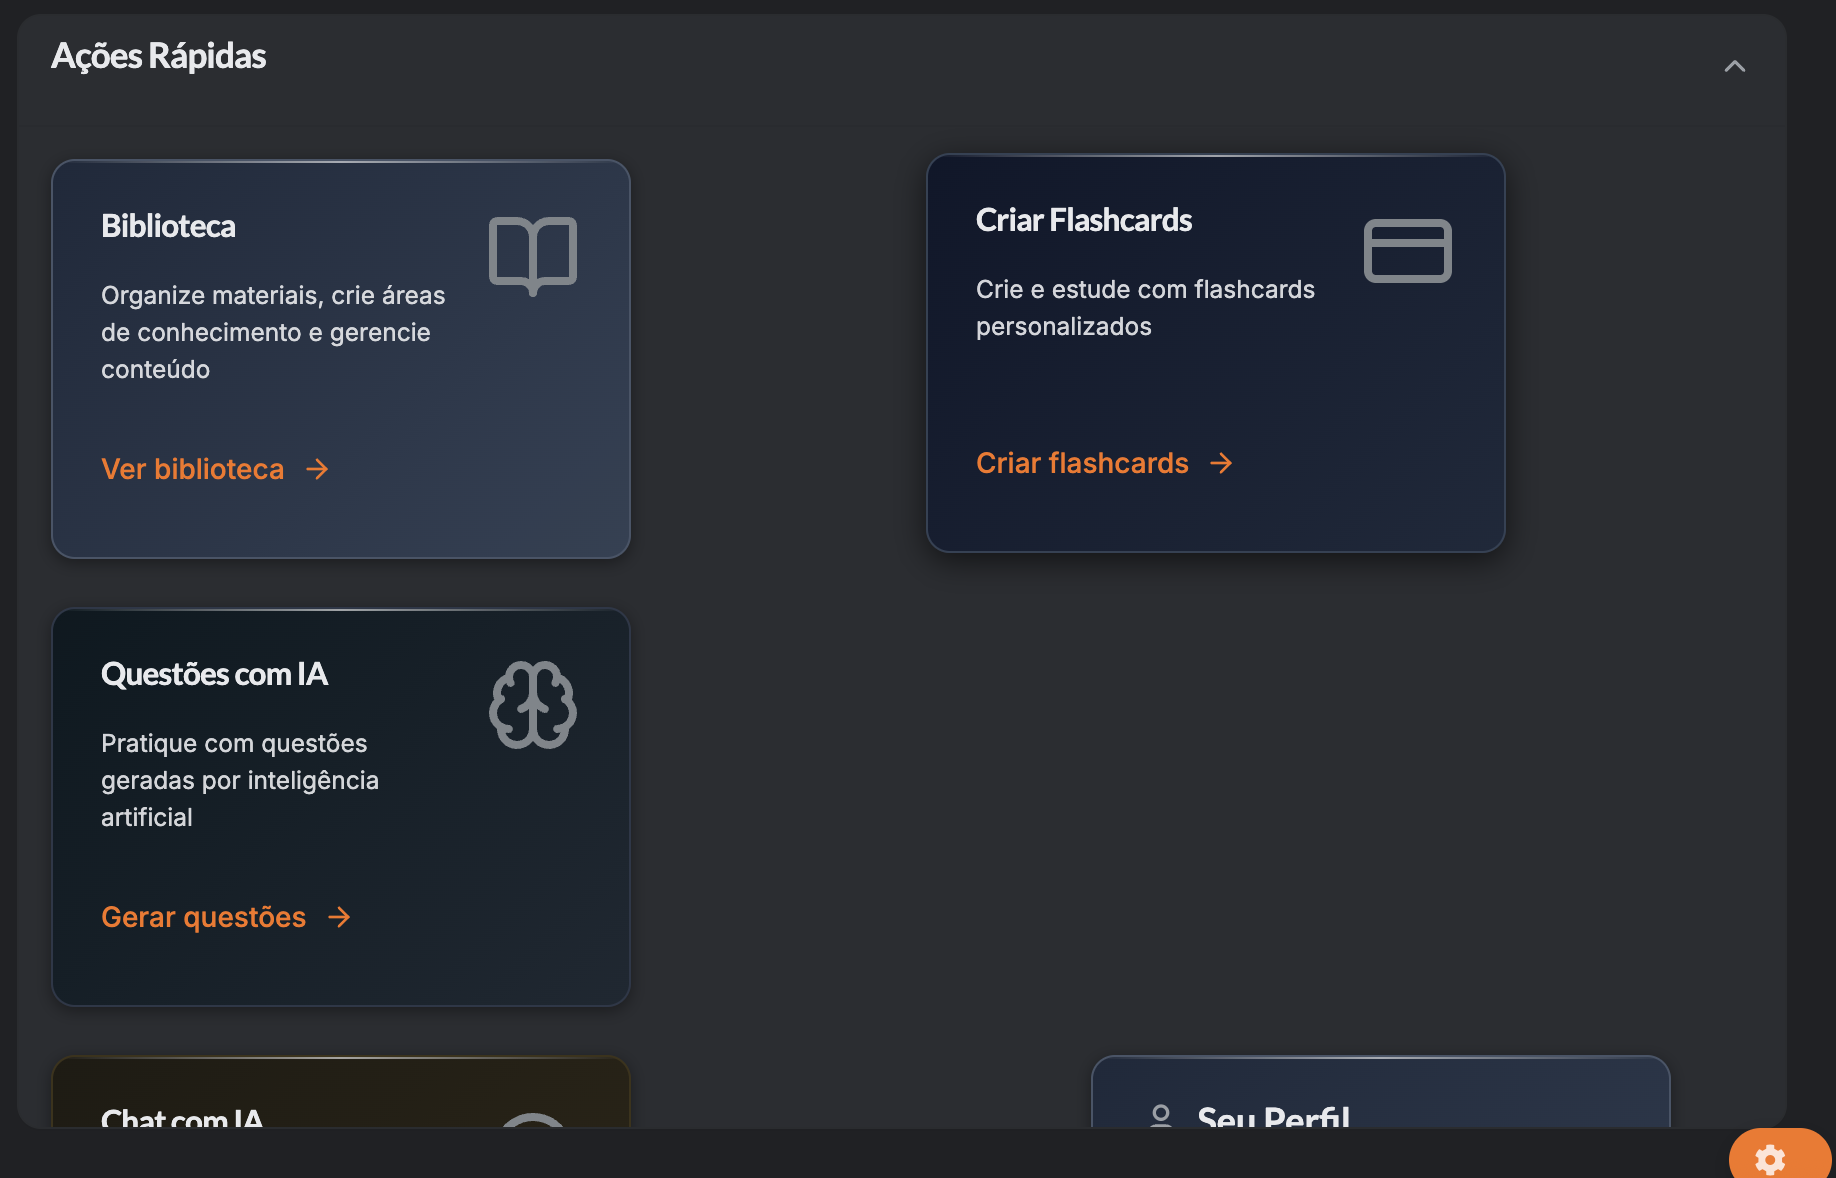 Ações Rápidas
Biblioteca
Organize materiais, crie áreas
de conhecimento e gerencie
conteúdo
Ver biblioteca
Criar Flashcards
Crie e estude com flashcards
personalizados
Criar flashcards
Questões com IA
Pratique com questões
geradas por inteligência
artificial
Gerar questões
Chat com IA
Seu Perfil